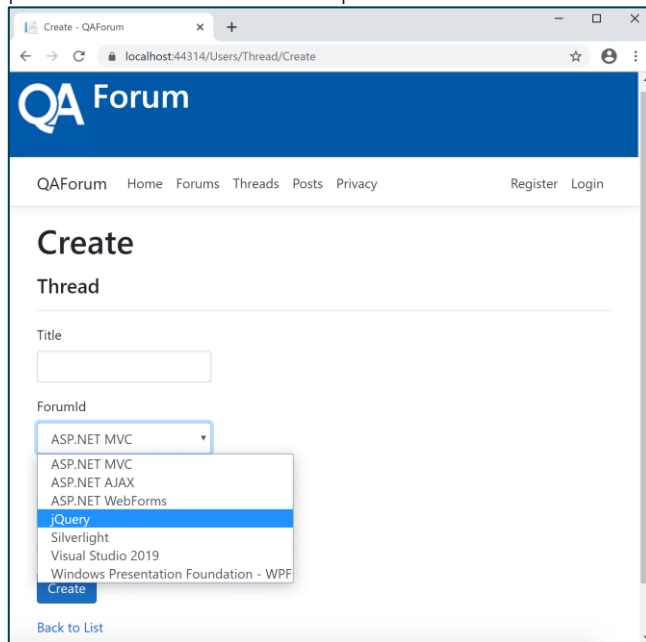 Create - QAForum
localhost:44314/Users/Thread/Create
QA Forum
QAForum Home Forums Threads Posts Privacy Register Login
Create
Thread
Title
ForumId
ASP.NET MVC
ASP.NET MVC
ASP.NET AJAX
ASP.NET WebForms
jQuery
Silverlight
Visual Studio 2019
Windows Presentation Foundation - WPF
Create
Back to List